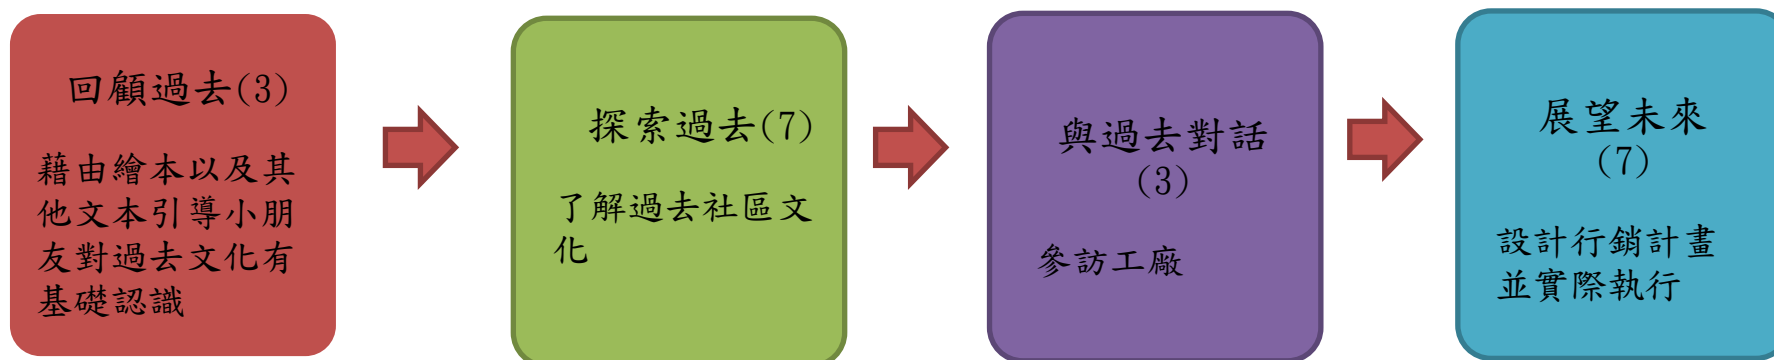 回顧過去(3)
藉由繪本以及其
他文本引導小朋
友對過去文化有
基礎認識
探索過去(7)
了解過去社區文
化
與過去對話
(3)
參訪工廠
展望未來
(7)
設計行銷計畫
並實際執行